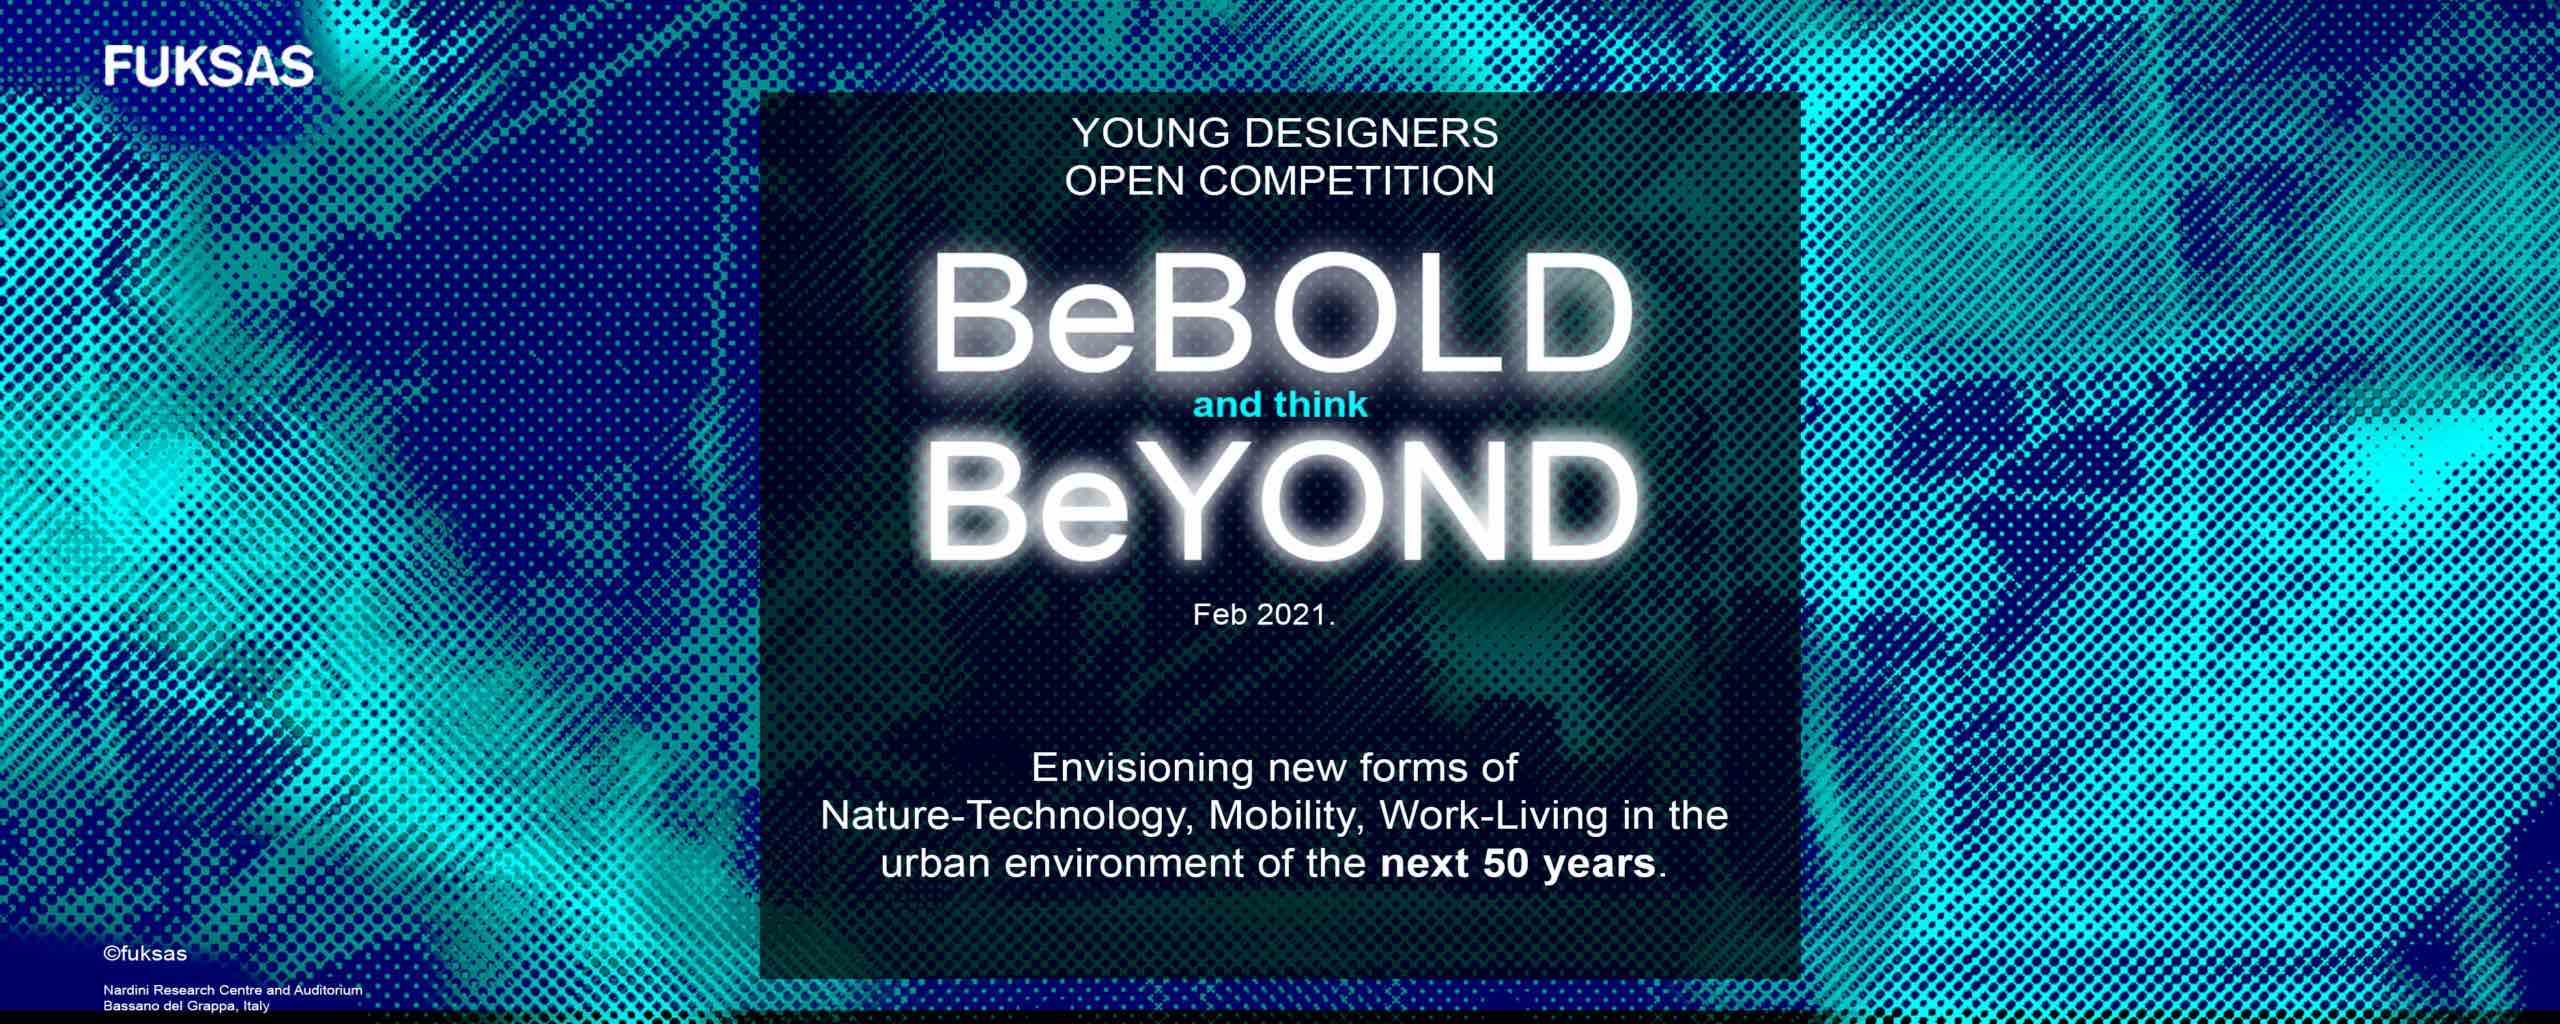 FUKSAS
YOUNG DESIGNERS
OPEN COMPETITION
BeBOLD
and think
BeYOND
Feb 2021.
Envisioning new forms of
Nature-Technology, Mobility, Work-Living in the
urban environment of the next 50 years.
©fuksas
Nardini Research Centre and Auditorium
Bassano del Grappa, Italy